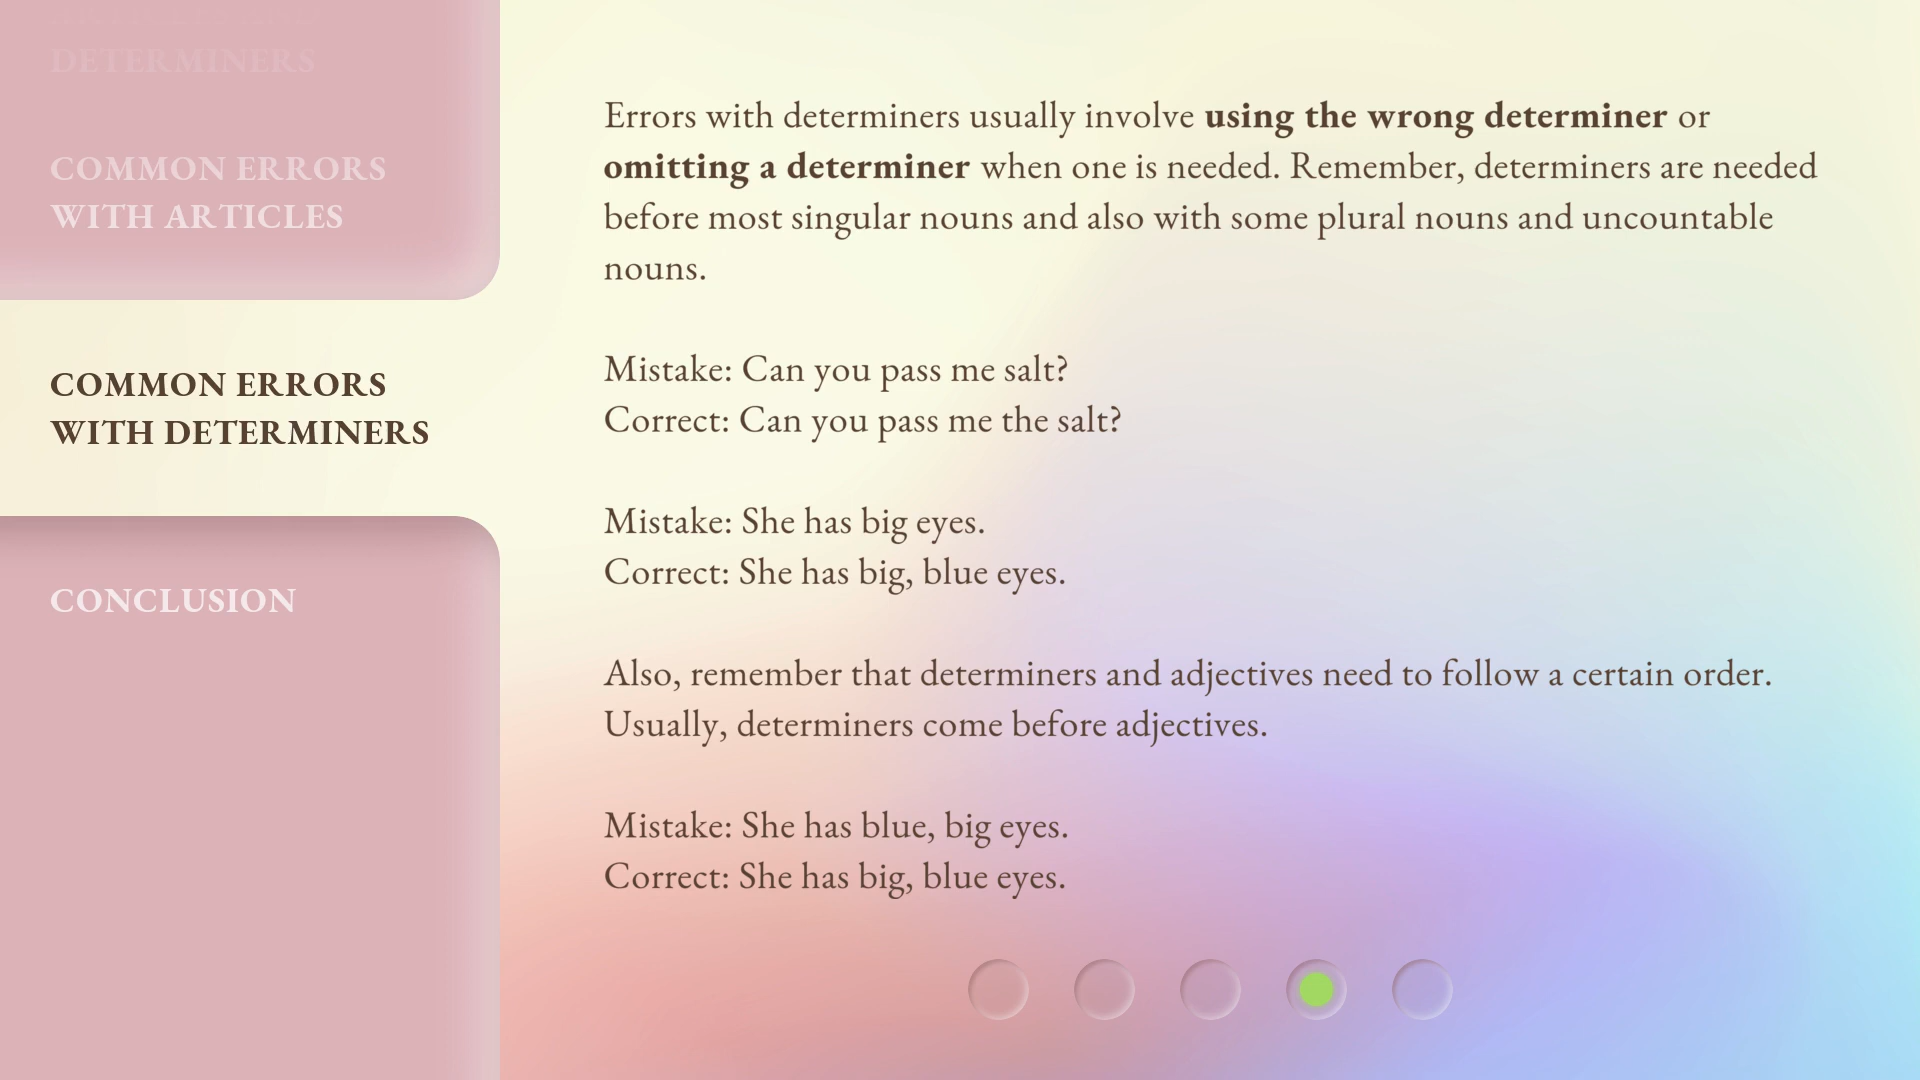 DETERMINERS
COMMON ERRORS
WITH ARTICLES
COMMON ERRORS
WITH DETERMINERS
CONCLUSION
Errors with determiners usually involve using the wrong determiner or
omitting a determiner when one is needed. Remember, determiners are needed
before most singular nouns and also with some plural nouns and uncountable
nouns.
Mistake: Can you pass me salt?
Correct: Can you pass me the salt?
Mistake: She has big eyes.
Correct: She has big, blue eyes.
Also, remember that determiners and adjectives need to follow a certain order.
Usually, determiners come before adjectives.
Mistake: She has blue, big eyes.
Correct: She has big, blue eyes.